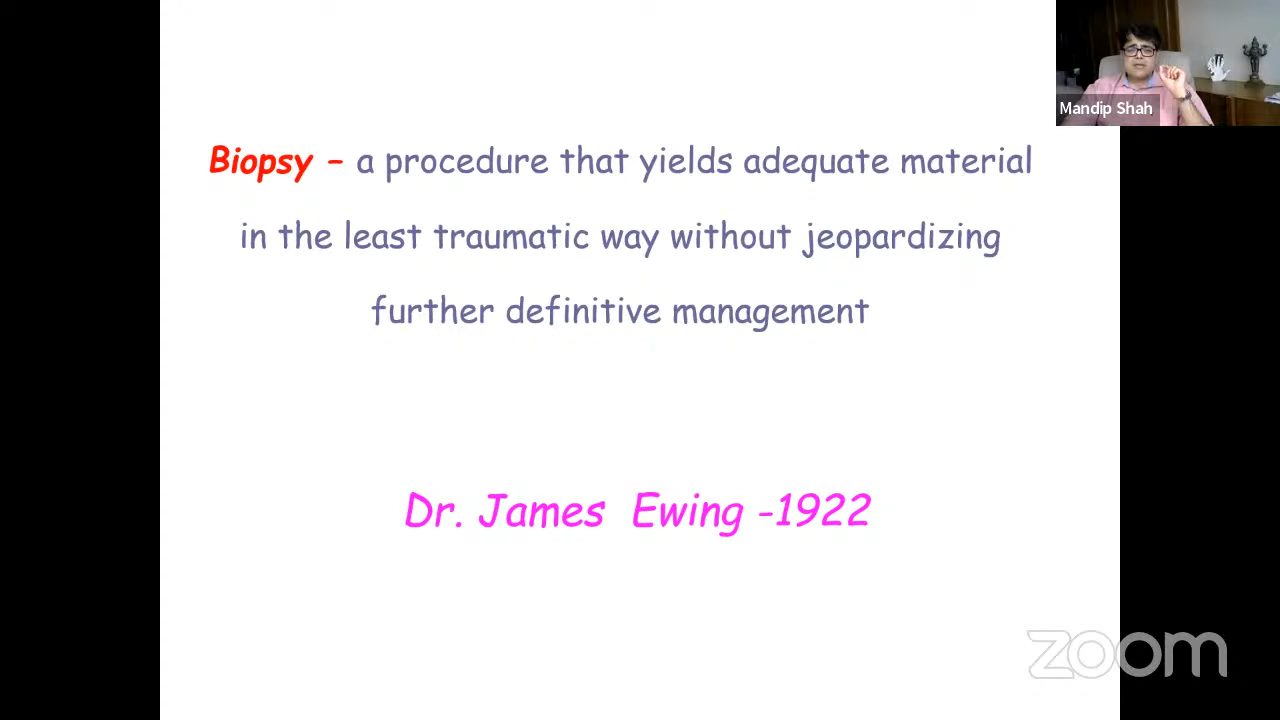 Mandip Shah
Biopsy – a procedure that yields adequate material
in the least traumatic way without jeopardizing
further definitive management
Dr. James Ewing -1922
zoom